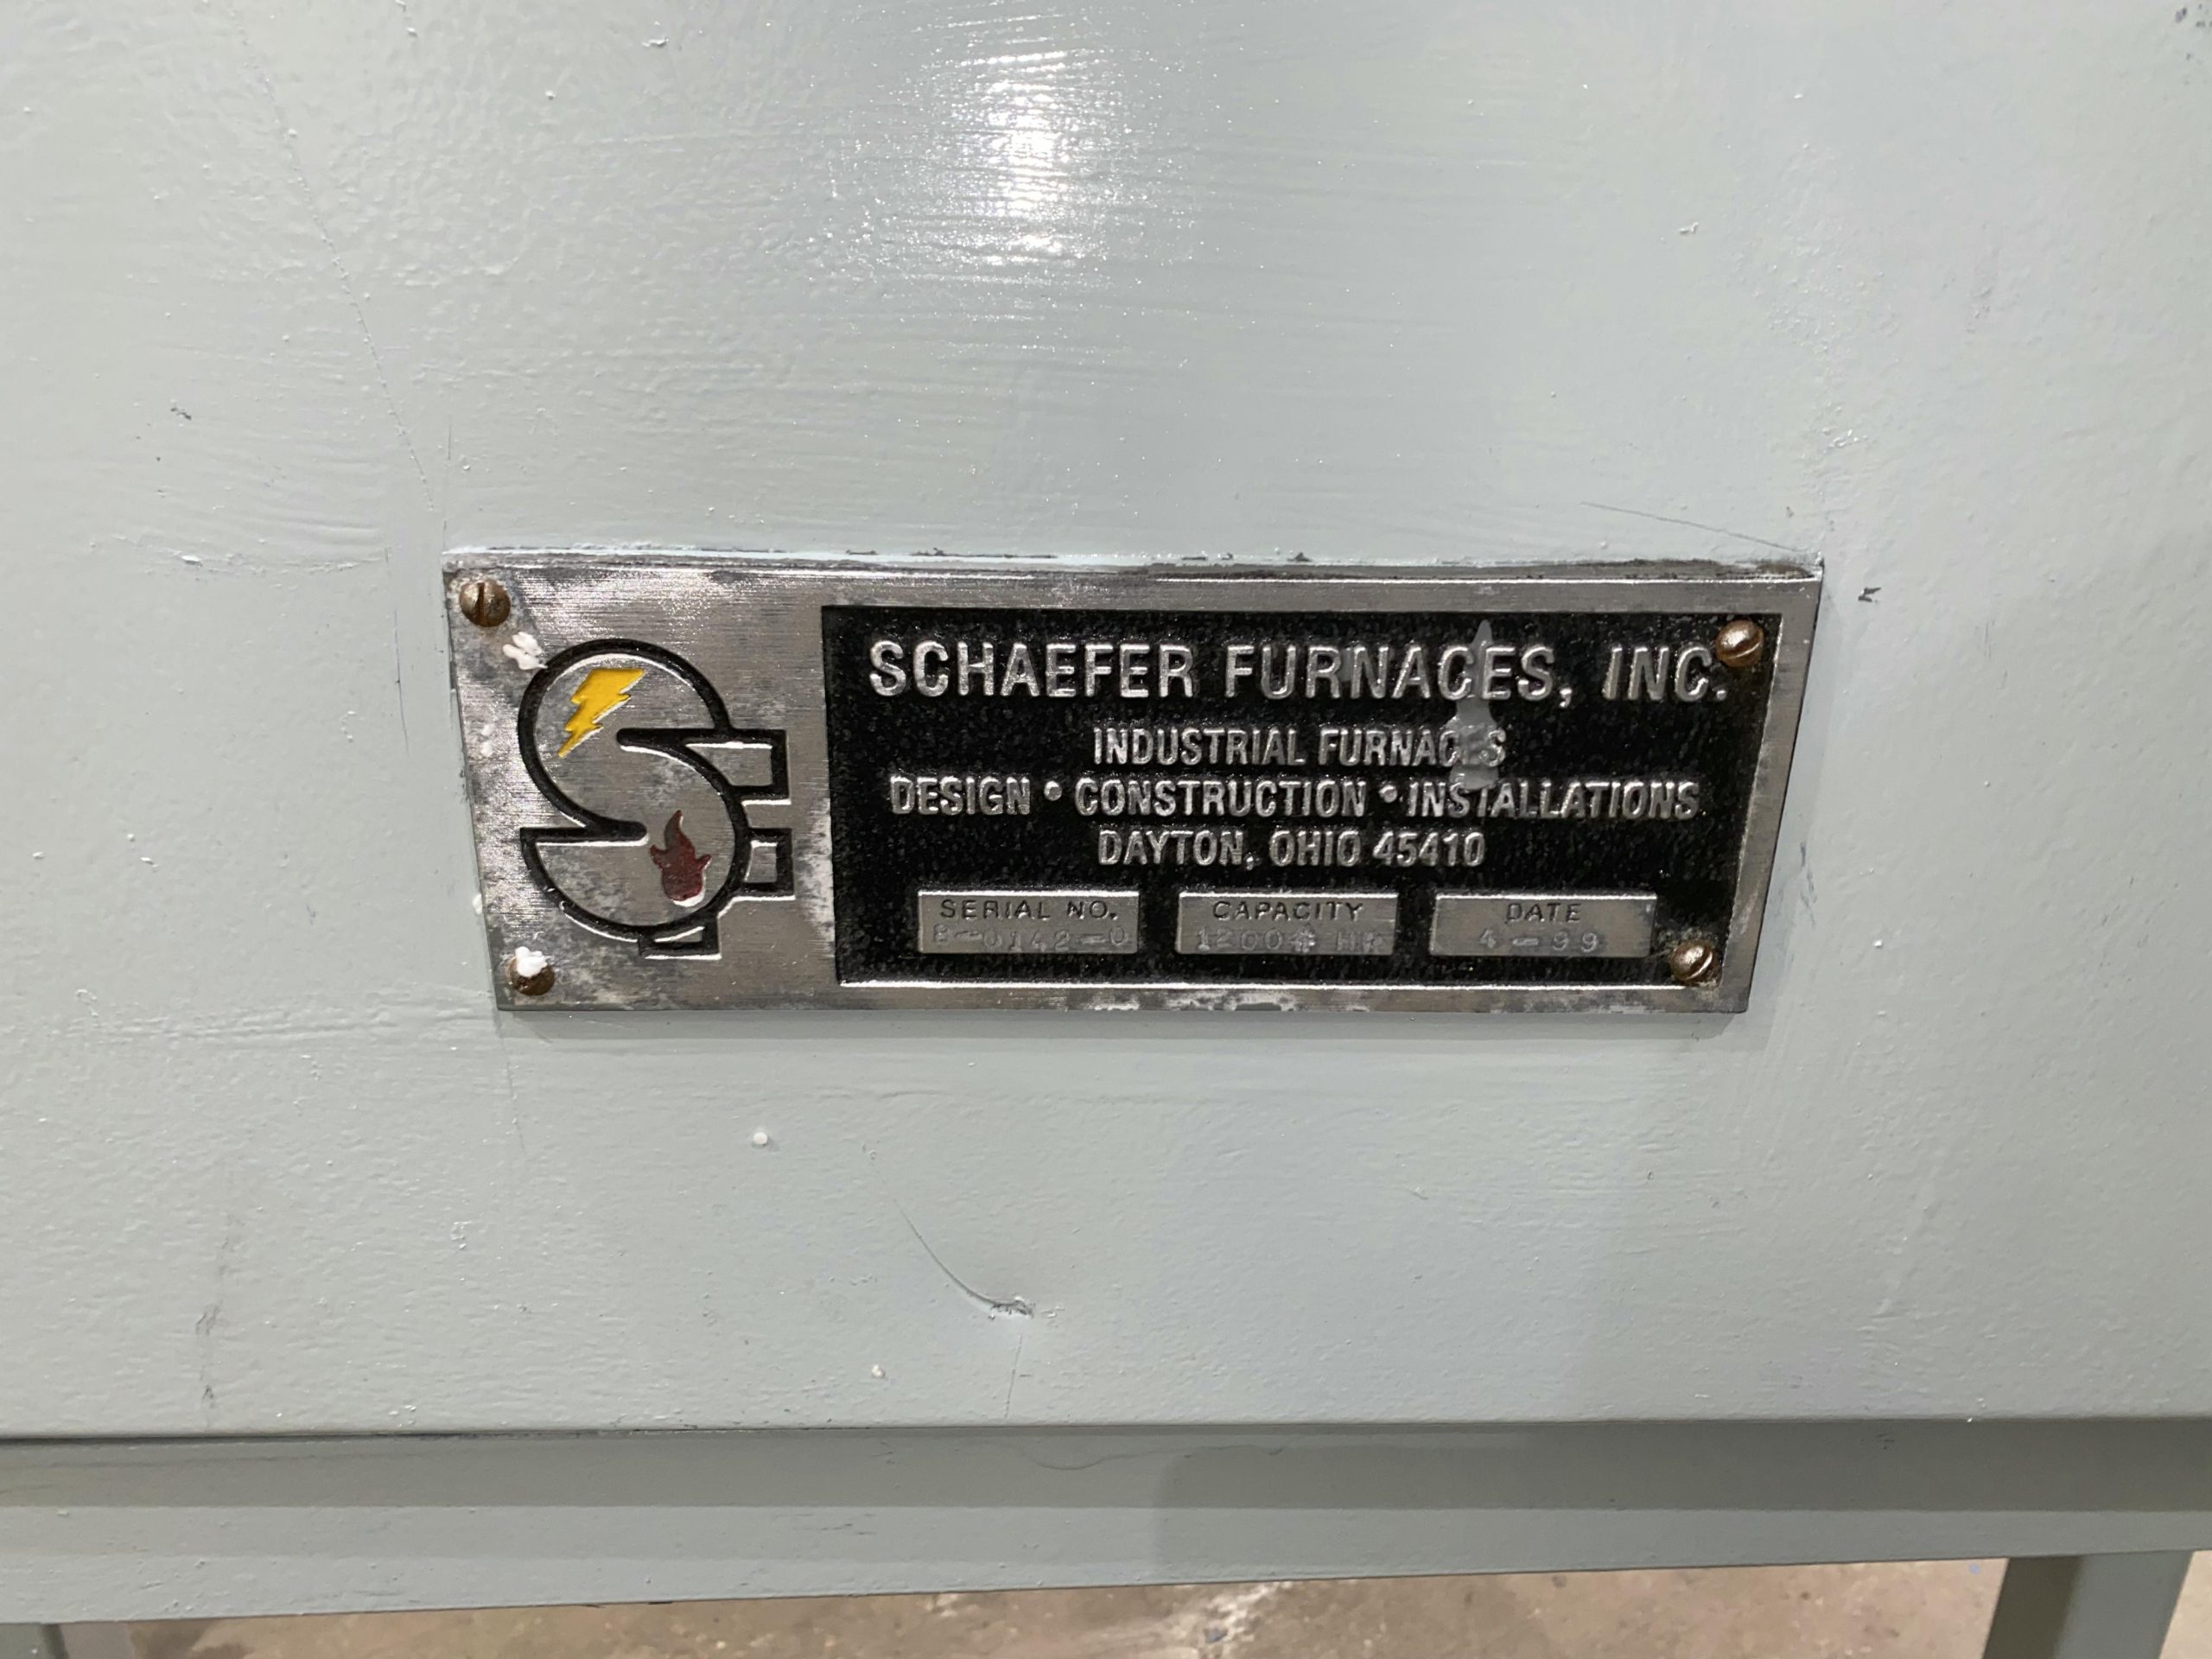 SCHAEFER FURNACES, INC.
INDUSTRIAL FURNACES
DESIGN • CONSTRUCTION • INSTALLATIONS
DAYTON, OHIO 45410
SERIAL NO. CAPACITY DATE
4-99